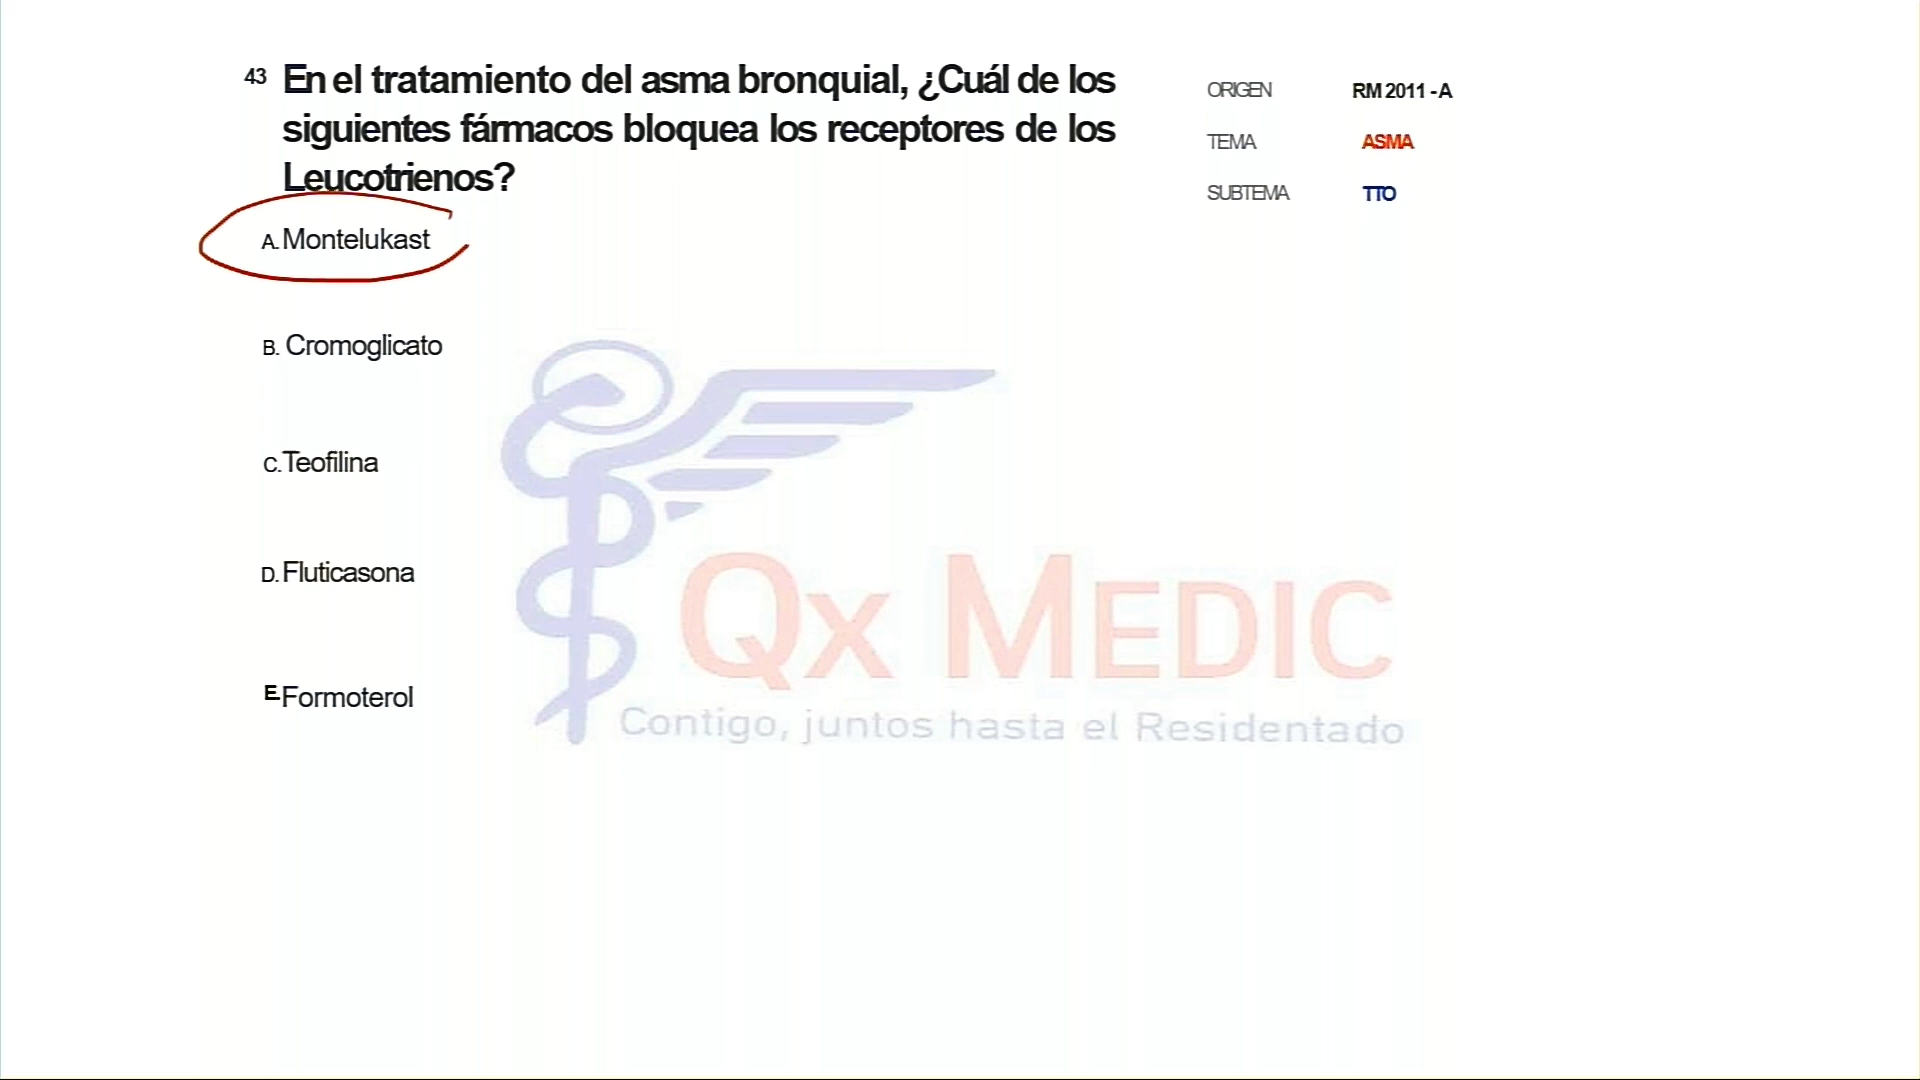 43 En el tratamiento del asma bronquial, ¿Cuál de los
siguientes fármacos bloquea los receptores de los
Leucotrienos?
ORIGEN RM 2011 - A
TEMA ASMA
SUBTEMA TTO
A. Montelukast
B. Cromoglicato
C. Teofilina
D. Fluticasona
E. Formoterol
Qx MEDIC
Contigo, juntos hasta el Residentado